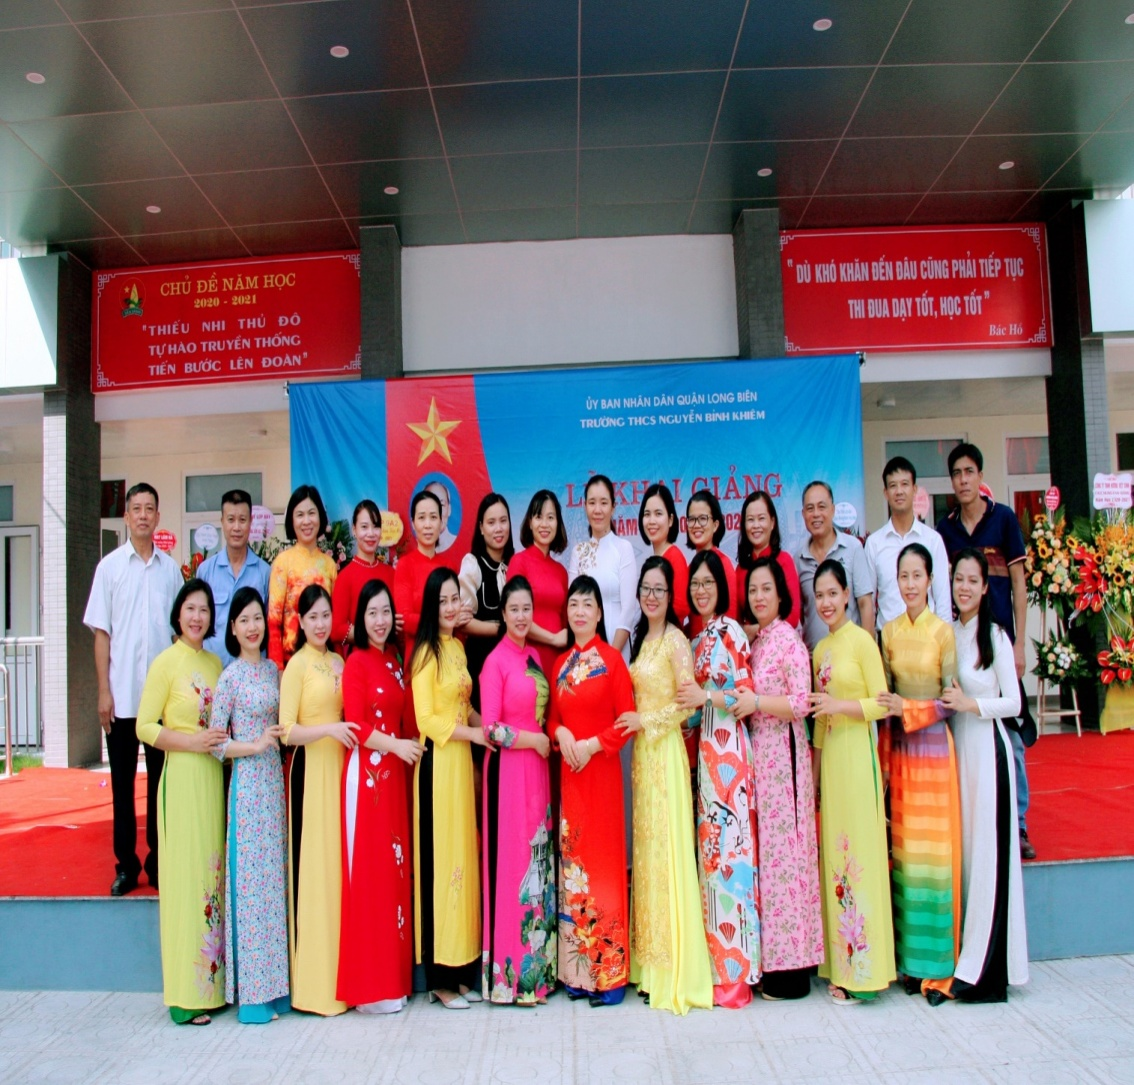 CHỦ ĐỀ NĂM HỌC
2020 - 2021
"THIẾU NHI THỦ ĐÔ
TỰ HÀO TRUYỀN THỐNG
TIẾN BƯỚC LÊN ĐOÀN"
"DÙ KHÓ KHĂN ĐẾN ĐÂU CŨNG PHẢI TIẾP TỤC
THI ĐUA DẠY TỐT, HỌC TỐT"
Bác Hồ
ỦY BAN NHÂN DÂN QUẬN LONG BIÊN
TRƯỜNG THCS NGUYỄN BỈNH KHIÊM
LỄ KHAI GIẢNG